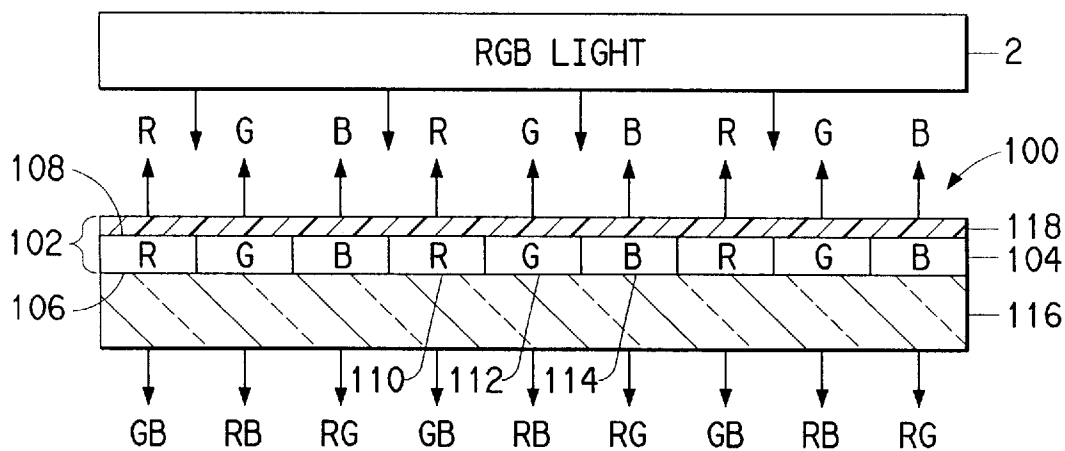 RGB LIGHT 2
R G B R G B R G B
100
108
118
102
R G B R G B R G B
104
106
116
110 112 114
GB RB RG GB RB RG GB RB RG